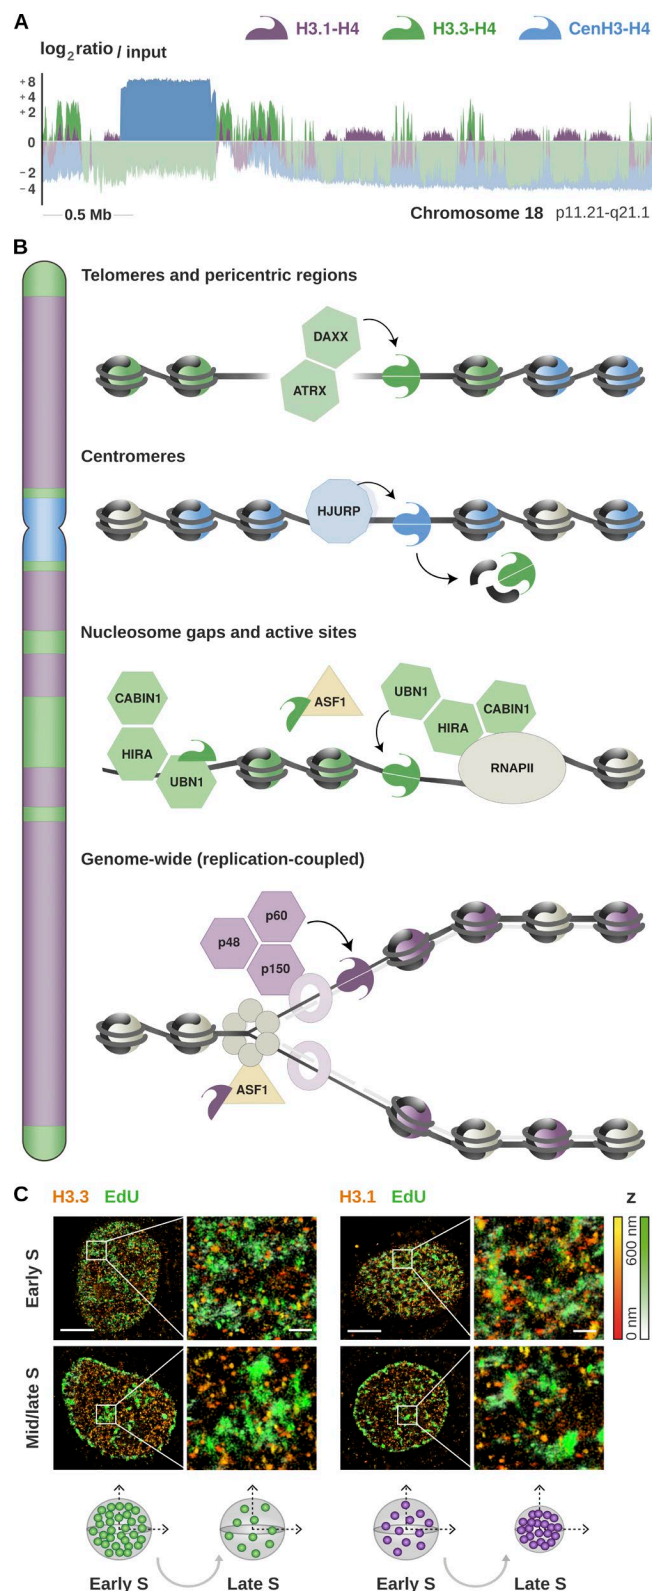 A
H3.1-H4 H3.3-H4 CenH3-H4
log2 ratio / input
+8
+4
+2
0
−2
−4
0.5 Mb
Chromosome 18 p11.21-q21.1
B
Telomeres and pericentric regions
DAXX
ATRX
Centromeres
HJURP
Nucleosome gaps and active sites
CABIN1
HIRA
UBN1
ASF1
UBN1
HIRA
CABIN1
RNAPII
Genome-wide (replication-coupled)
p60
p48
p150
ASF1
C
H3.3 EdU H3.1 EdU z
Early S
Mid/late S
600 nm
0 nm
Early S Late S Early S Late S